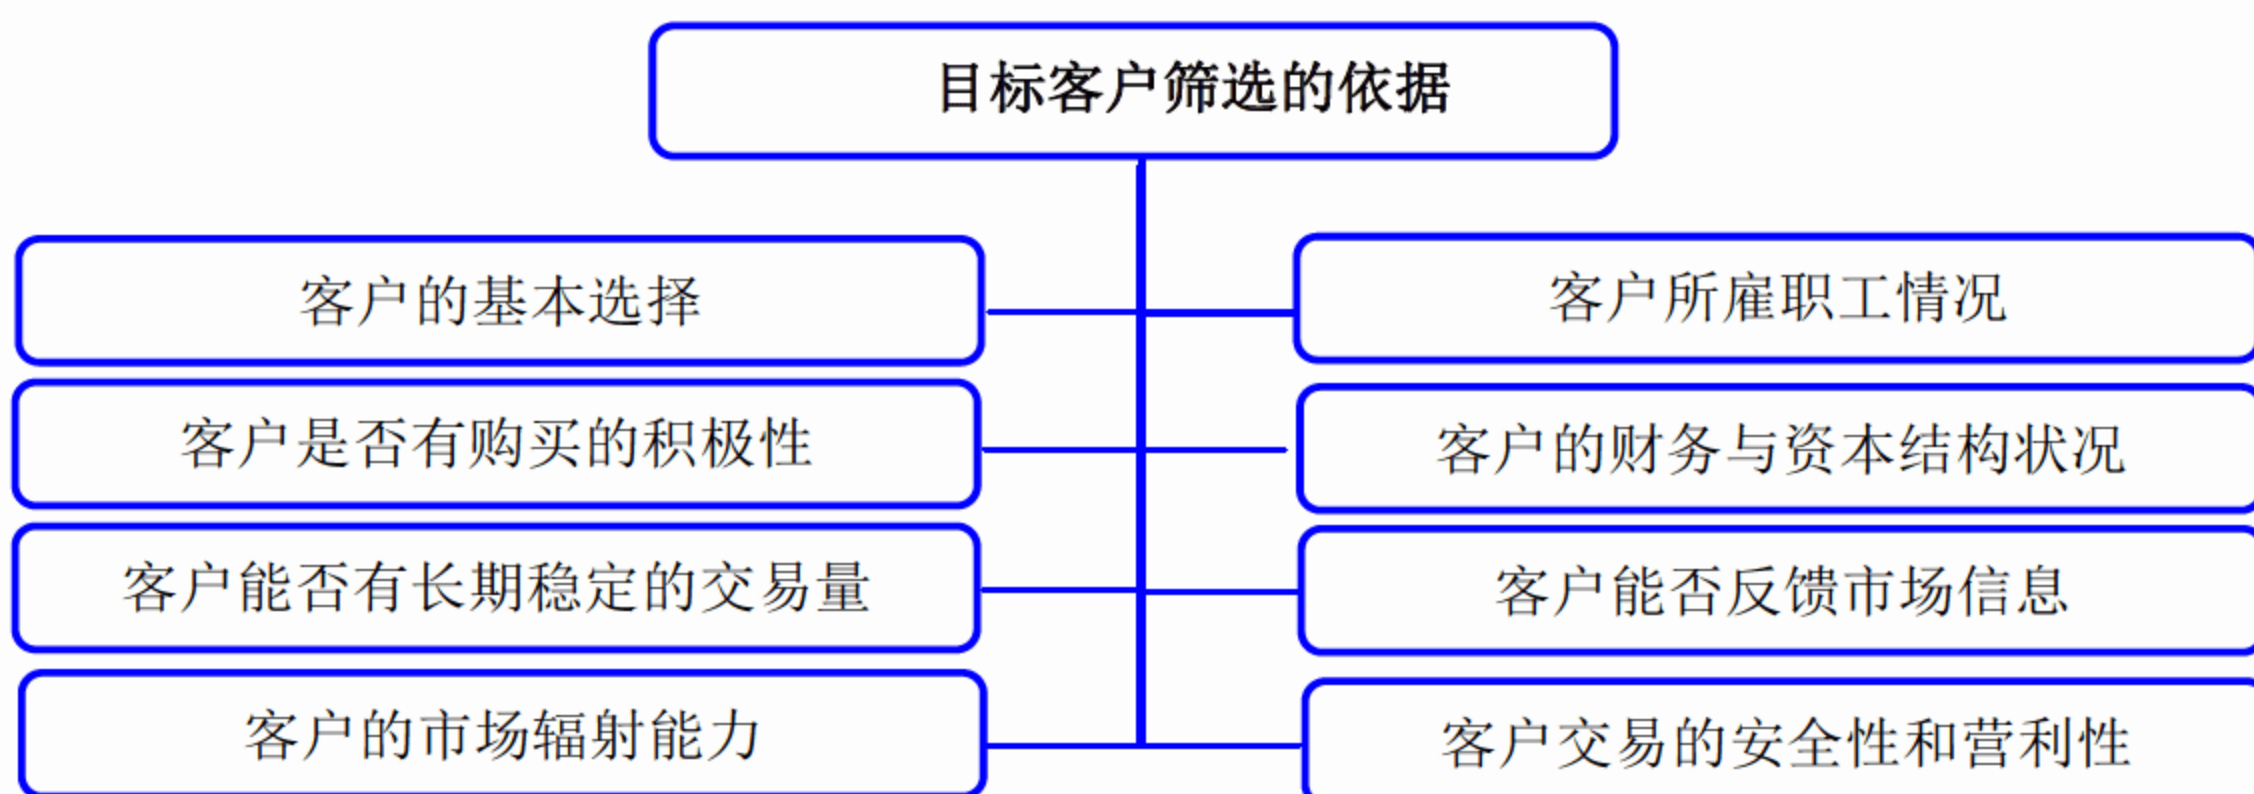 目标客户筛选的依据
客户的基本选择
客户所雇职工情况
客户是否有购买的积极性
客户的财务与资本结构状况
客户能否有长期稳定的交易量
客户能否反馈市场信息
客户的市场辐射能力
客户交易的安全性和营利性